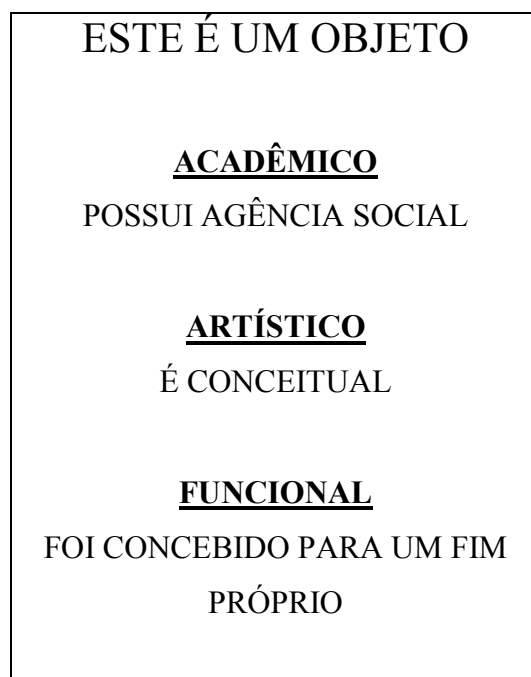 ESTE É UM OBJETO
ACADÊMICO
POSSUI AGÊNCIA SOCIAL
ARTÍSTICO
É CONCEITUAL
FUNCIONAL
FOI CONCEBIDO PARA UM FIM
PRÓPRIO